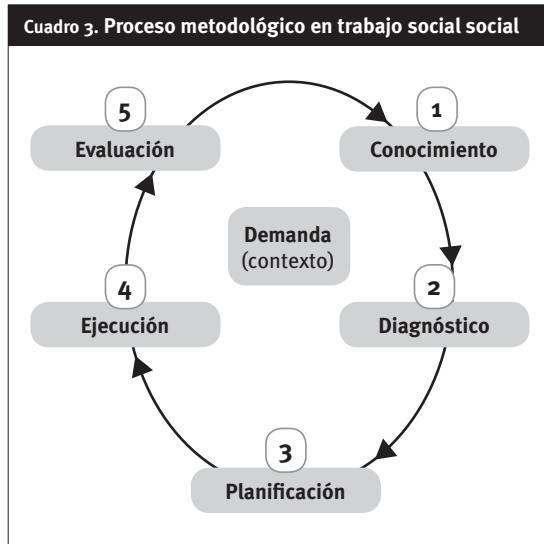 Cuadro 3. Proceso metodológico en trabajo social social
1
Conocimiento
2
Diagnóstico
3
Planificación
4
Ejecución
5
Evaluación
Demanda
(contexto)